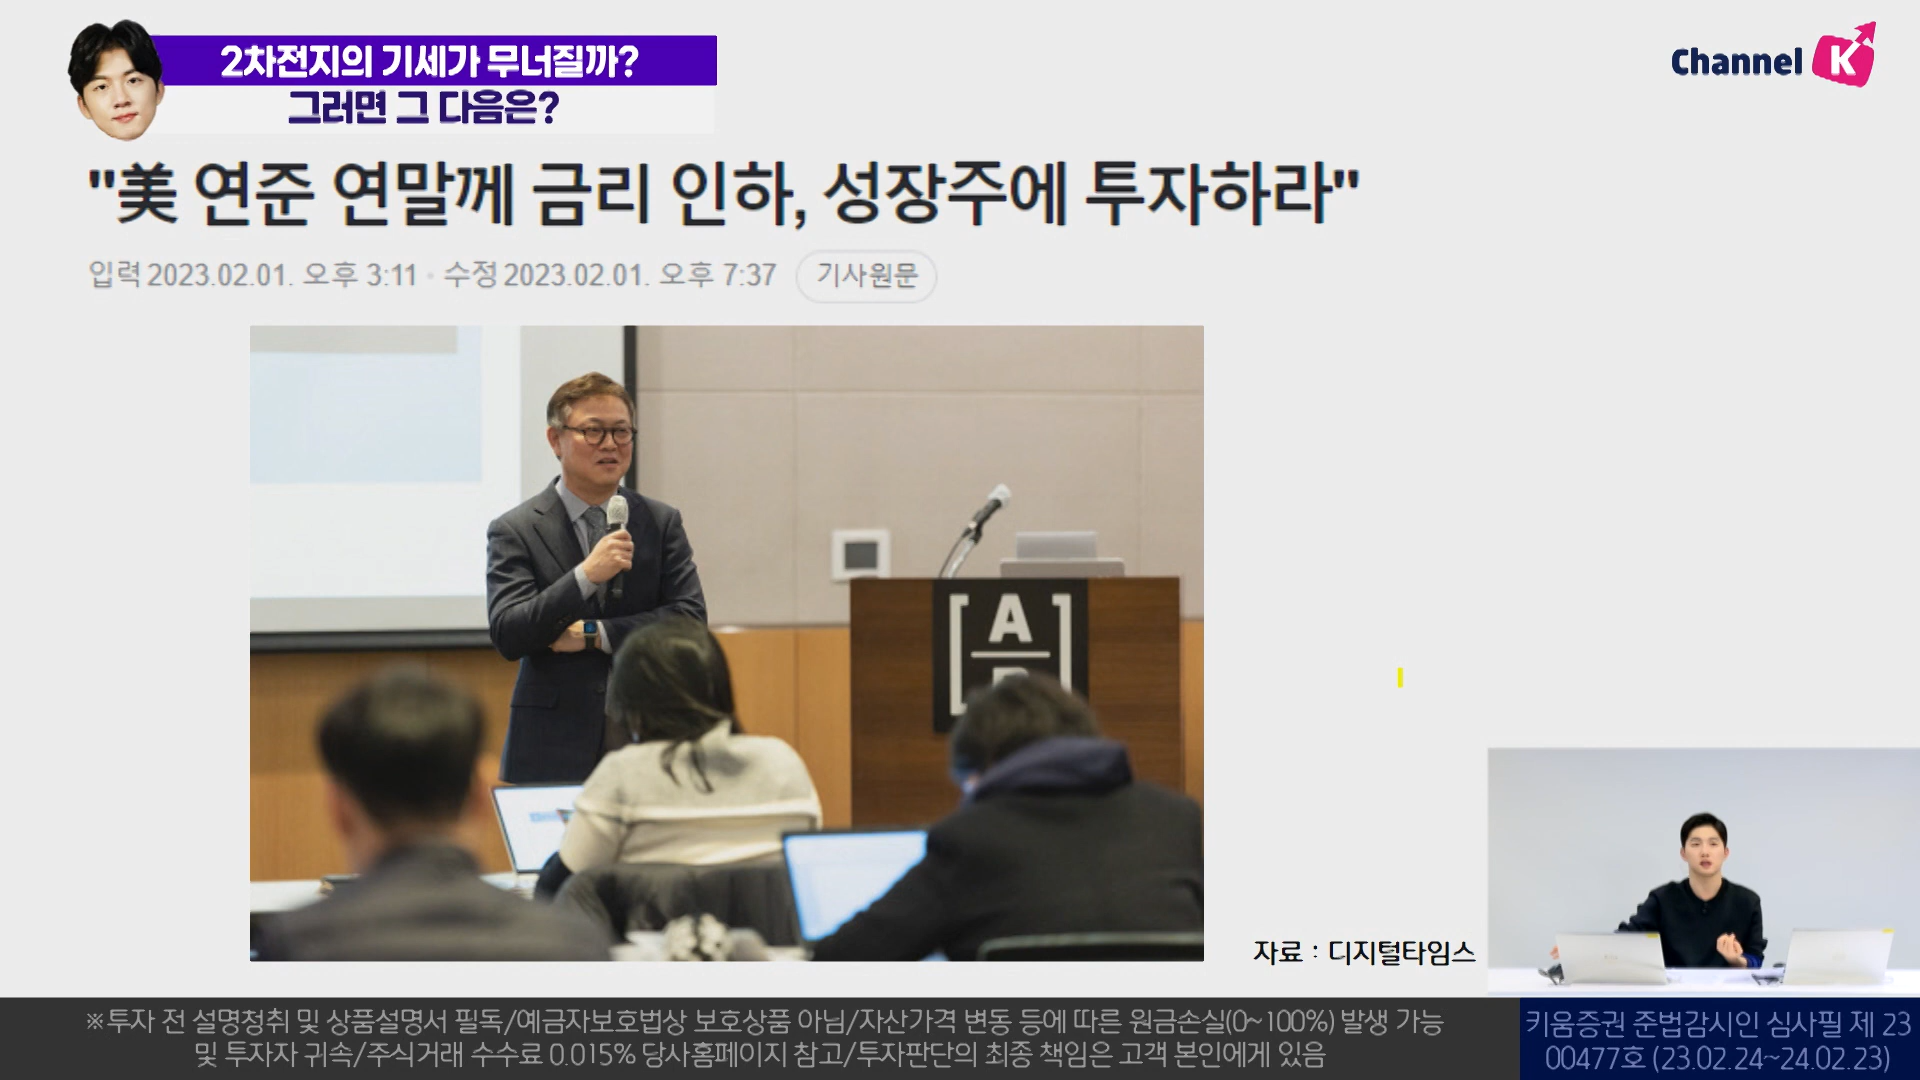 2차전지의 기세가 무너질까?
그러면 그 다음은?
Channel K
"美 연준 연말께 금리 인하, 성장주에 투자하라"
입력 2023.02.01. 오후 3:11 · 수정 2023.02.01. 오후 7:37 기사원문
[A
자료 : 디지털타임스
※투자 전 설명청취 및 상품설명서 필독/예금자보호법상 보호상품 아님/자산가격 변동 등에 따른 원금손실(0~100%) 발생 가능
및 투자자 귀속/주식거래 수수료 0.015% 당사홈페이지 참고/투자판단의 최종 책임은 고객 본인에게 있음
키움증권 준법감시인 심사필 제 23
00477호 (23.02.24~24.02.23)